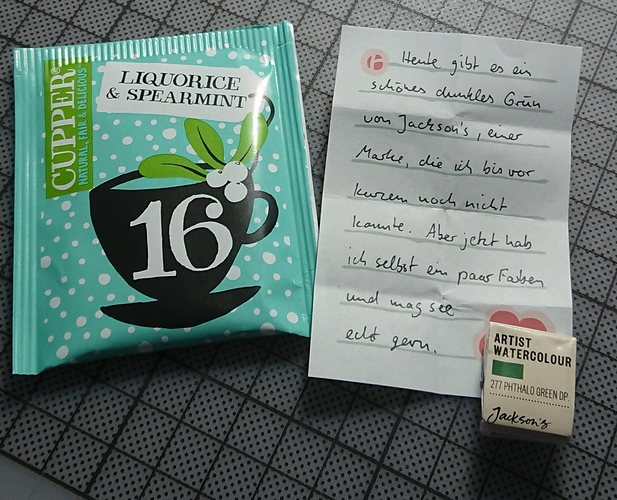 CUPPER®
NATURAL, FAIR & DELICIOUS
LIQUORICE
& SPEARMINT
16
Heute gibt es ein
schönes dunkles Grün
von Jackson's, einer
Marke, die ich bis vor
kurzem noch nicht
kannte. Aber jetzt hab
ich selbst ein paar Farben
und mag sie
echt gern.
ARTIST
WATERCOLOUR
277 PHTHALO GREEN DP.
Jackson's